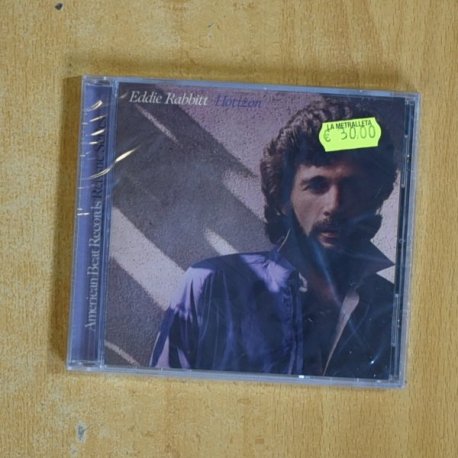 Eddie Rabbitt Horizon
LA METRALLETA
€ 30,00
American Beat Records